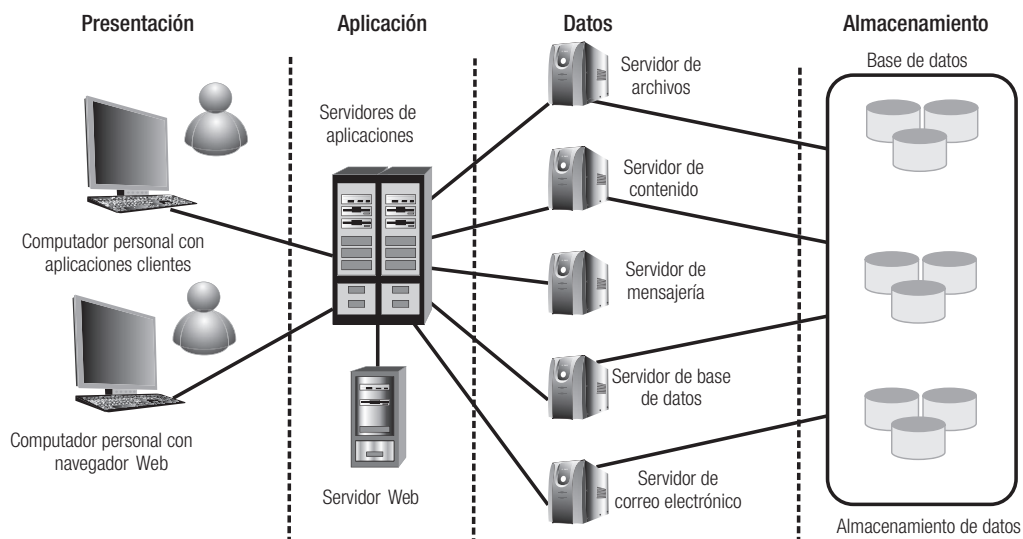 Presentación
Aplicación
Datos
Almacenamiento
Computador personal con
aplicaciones clientes
Computador personal con
navegador Web
Servidores de
aplicaciones
Servidor Web
Servidor de
archivos
Servidor de
contenido
Servidor de
mensajería
Servidor de base
de datos
Servidor de
correo electrónico
Base de datos
Almacenamiento de datos